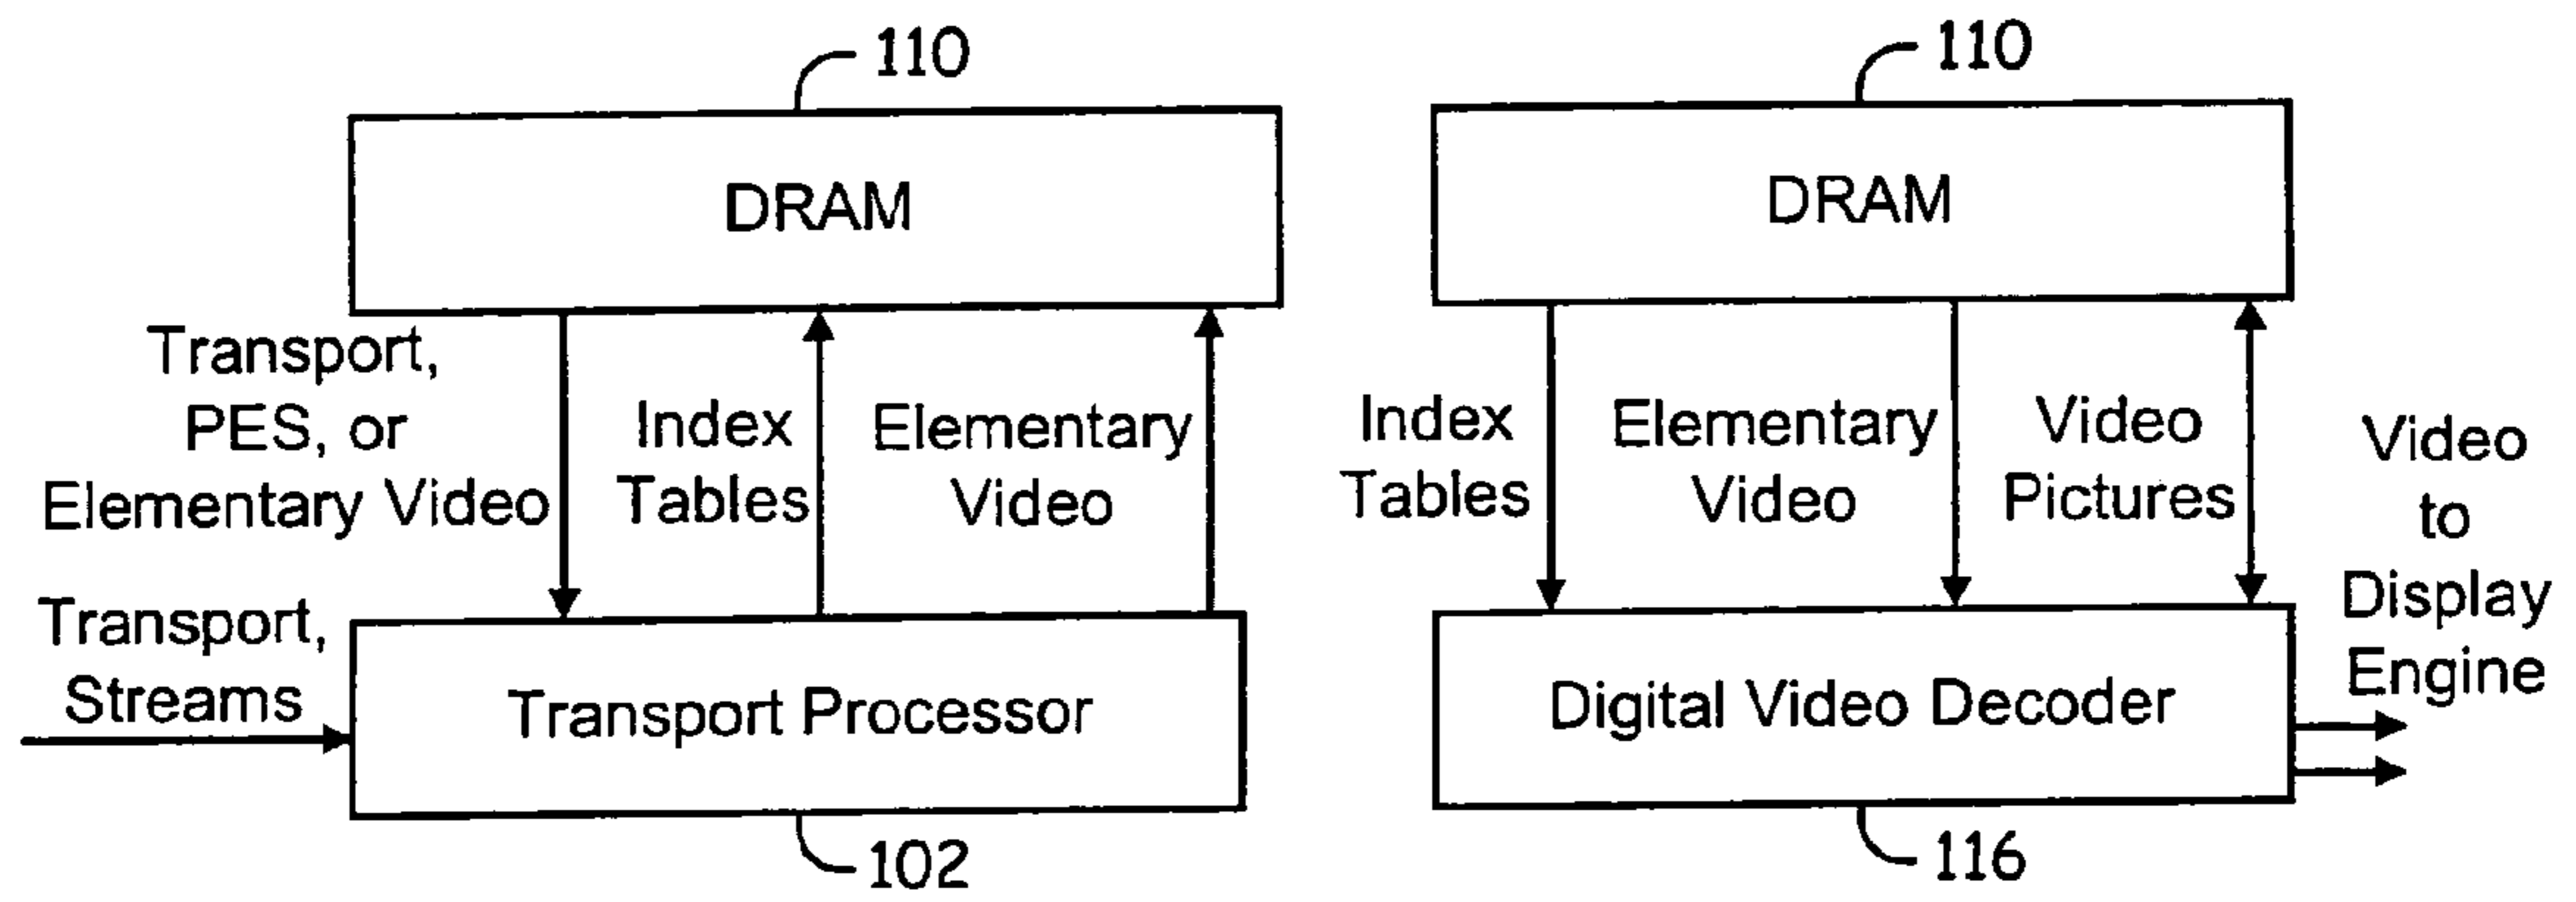 110
DRAM
Transport,
PES, or
Elementary Video
Index
Tables
Elementary
Video
Transport,
Streams
Transport Processor
102
110
DRAM
Index
Tables
Elementary
Video
Video
Pictures
Video
to
Display
Engine
Digital Video Decoder
116